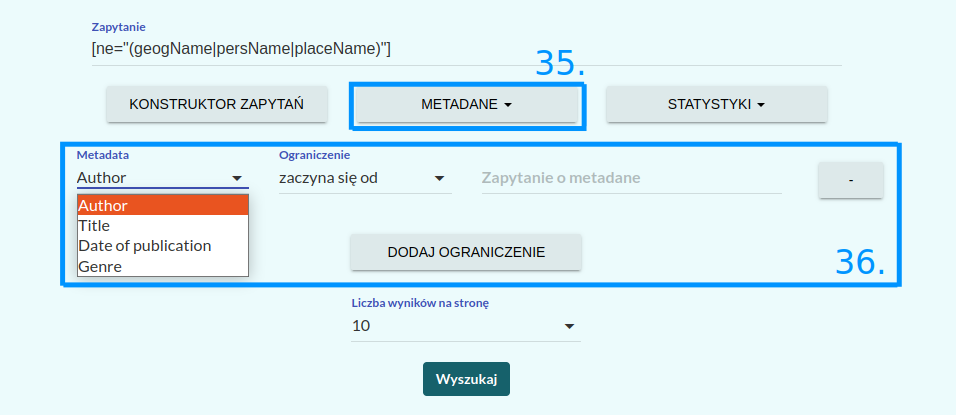 Zapytanie
[ne="(geogName|persName|placeName)"]
35.
KONSTRUKTOR ZAPYTAŃ METADANE STATYSTYKI
Metadata Ograniczenie
Author zaczyna się od Zapytanie o metadane -
Author
Title
Date of publication
Genre
DODAJ OGRANICZENIE
36.
Liczba wyników na stronę
10
Wyszukaj